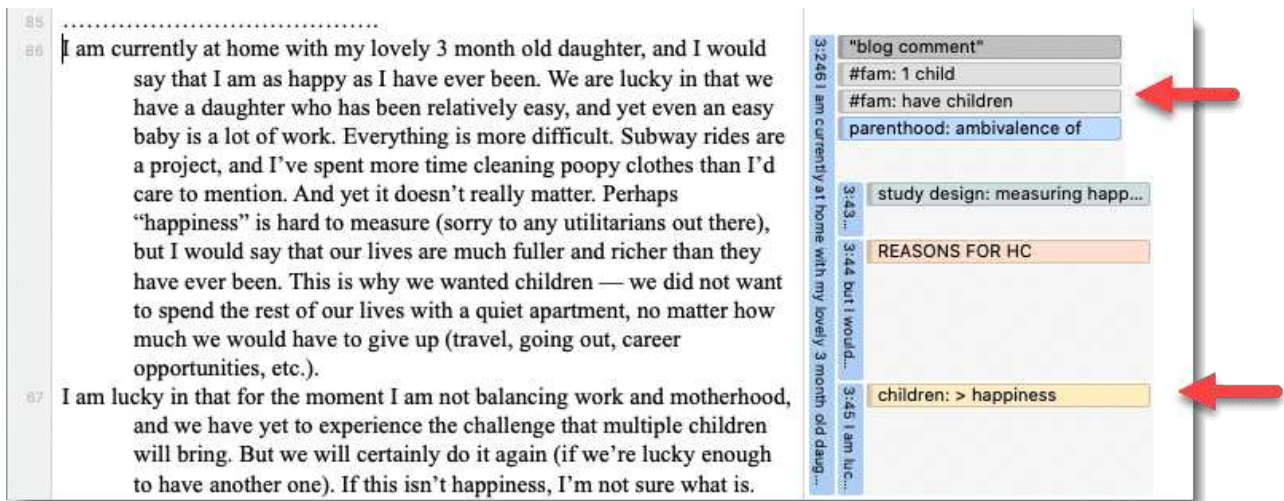 85 ........................................
86 I am currently at home with my lovely 3 month old daughter, and I would
say that I am as happy as I have ever been. We are lucky in that we
have a daughter who has been relatively easy, and yet even an easy
baby is a lot of work. Everything is more difficult. Subway rides are
a project, and I’ve spent more time cleaning poopy clothes than I’d
care to mention. And yet it doesn’t really matter. Perhaps
“happiness” is hard to measure (sorry to any utilitarians out there),
but I would say that our lives are much fuller and richer than they
have ever been. This is why we wanted children — we did not want
to spend the rest of our lives with a quiet apartment, no matter how
much we would have to give up (travel, going out, career
opportunities, etc.).
67 I am lucky in that for the moment I am not balancing work and motherhood,
and we have yet to experience the challenge that multiple children
will bring. But we will certainly do it again (if we’re lucky enough
to have another one). If this isn’t happiness, I’m not sure what is.
3:246 I am currently at home with my lovely 3 month old daug...
"blog comment"
#fam: 1 child
#fam: have children
parenthood: ambivalence of
3:43...
study design: measuring happ...
3:44 but I would...
REASONS FOR HC
3:45 I am luc...
children: > happiness